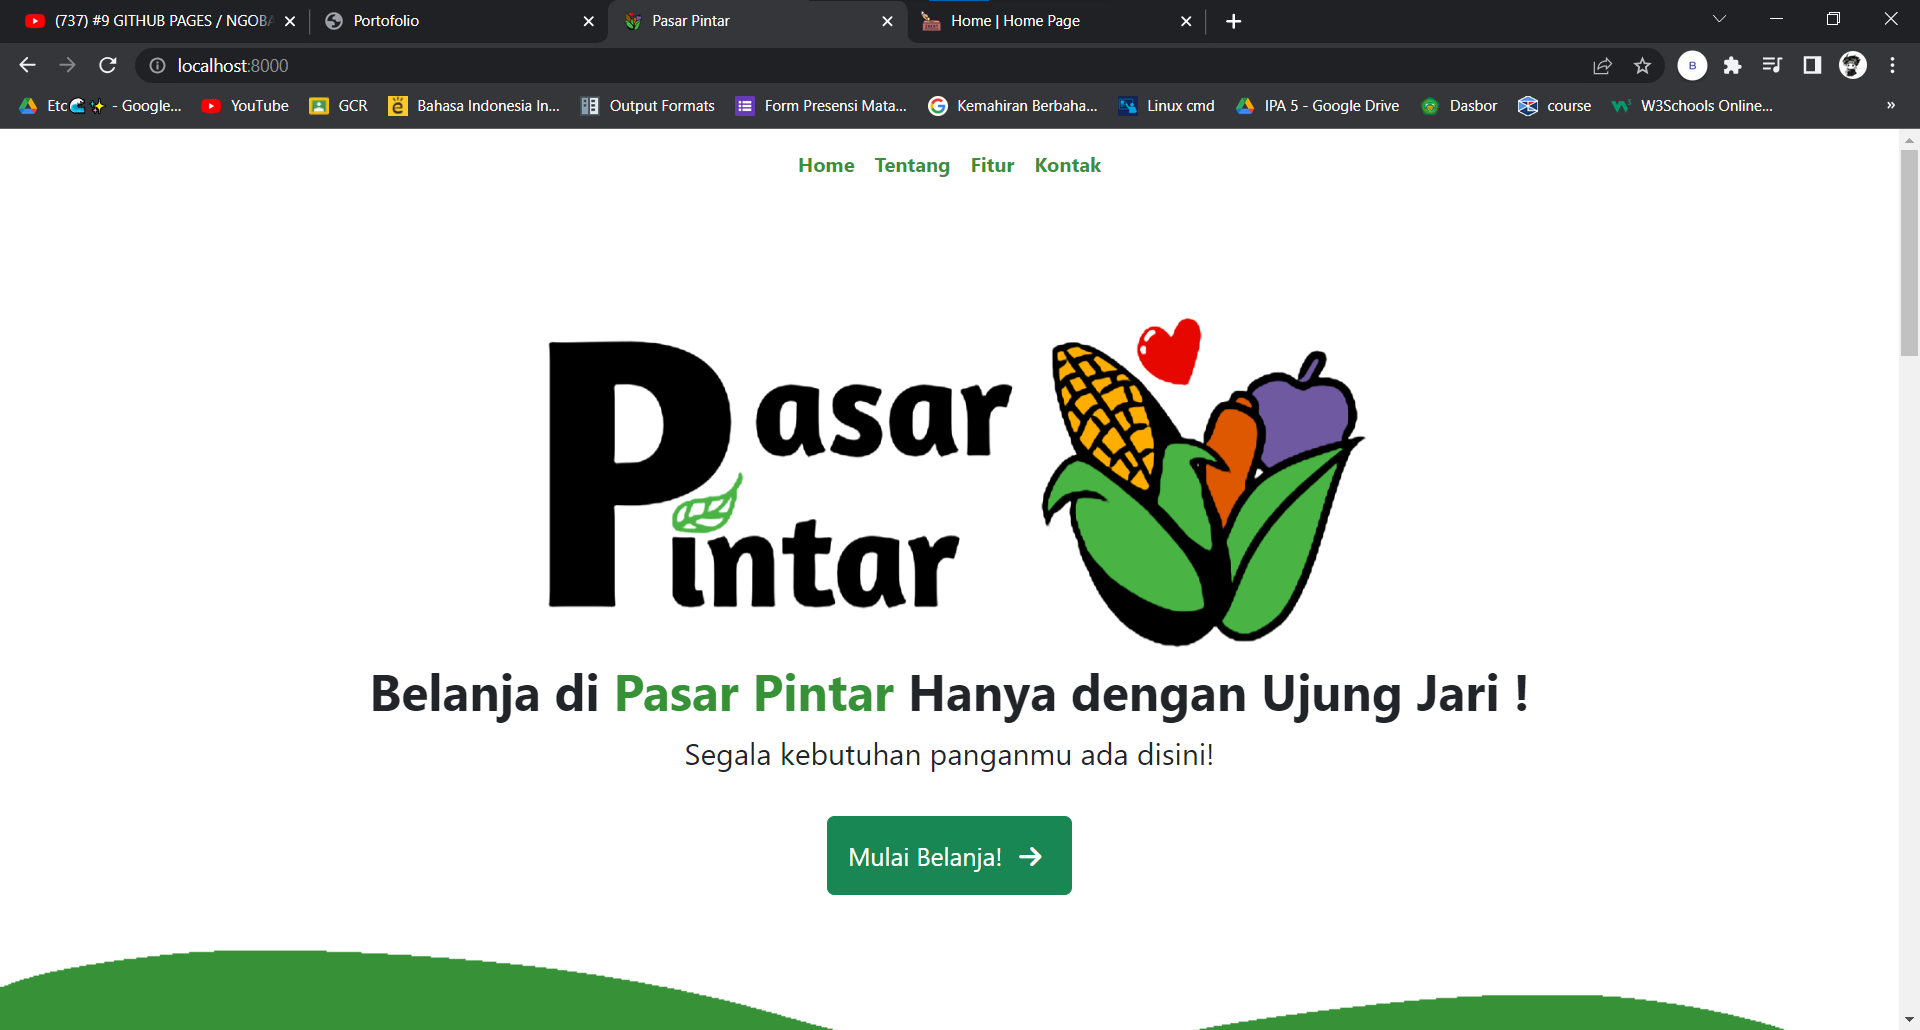 (737) #9 GITHUB PAGES / NGOBA
Portofolio
Pasar Pintar
Home | Home Page
localhost:8000
B
Etc🌊✨ - Google...
YouTube
GCR
Bahasa Indonesia In...
Output Formats
Form Presensi Mata...
Kemahiran Berbaha...
Linux cmd
IPA 5 - Google Drive
Dasbor
course
W3Schools Online...
»
Home Tentang Fitur Kontak
Pasar
Pintar
Belanja di Pasar Pintar Hanya dengan Ujung Jari !
Segala kebutuhan panganmu ada disini!
Mulai Belanja! →